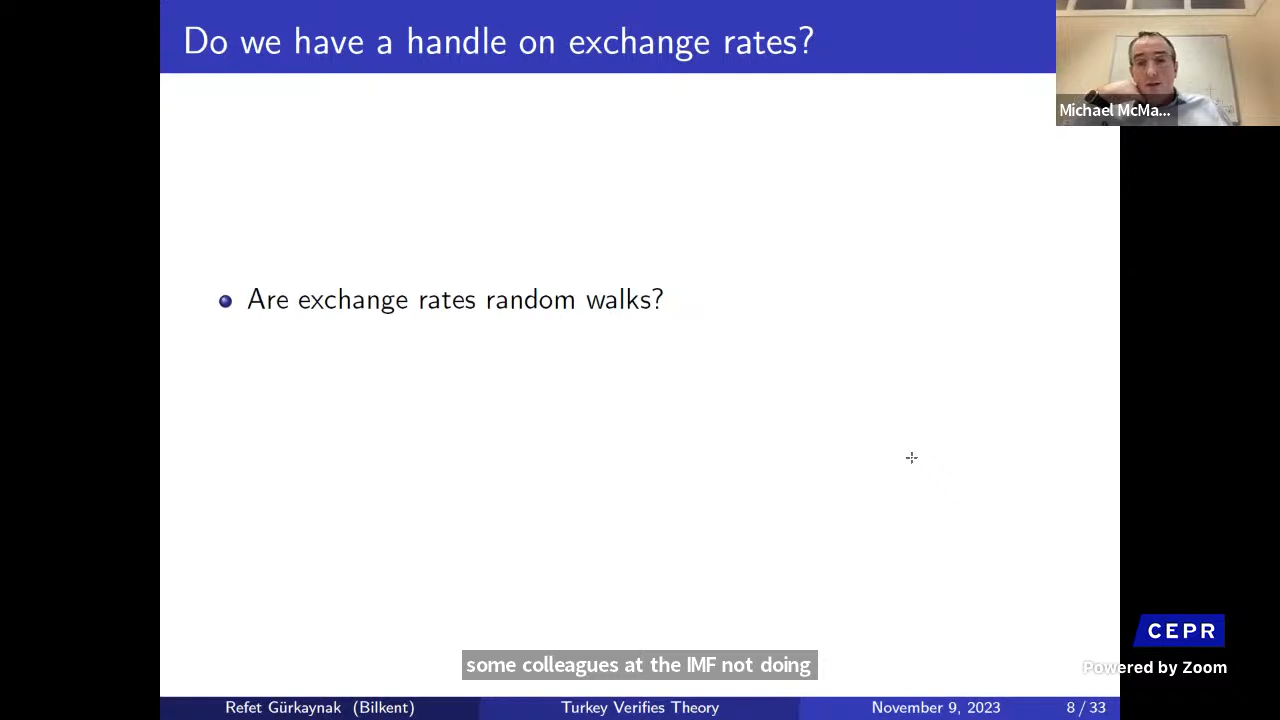 Do we have a handle on exchange rates?
Michael McMa...
Are exchange rates random walks?
CEPR
some colleagues at the IMF not doing
Powered by Zoom
Refet Gürkaynak (Bilkent)
Turkey Verifies Theory
November 9, 2023
8 / 33